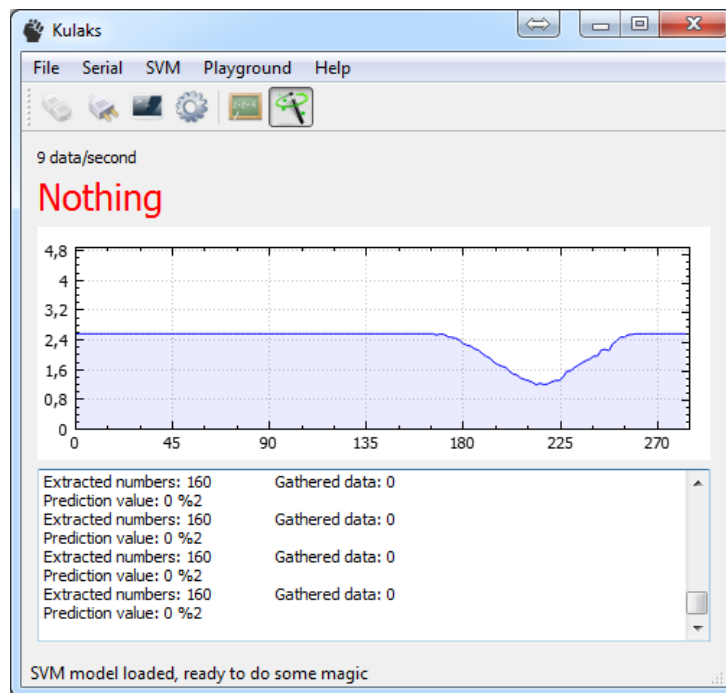 Kulaks
File Serial SVM Playground Help
9 data/second
Nothing
4,8
4
3,2
2,4
1,6
0,8
0
0 45 90 135 180 225 270
Extracted numbers: 160 Gathered data: 0
Prediction value: 0 %2
Extracted numbers: 160 Gathered data: 0
Prediction value: 0 %2
Extracted numbers: 160 Gathered data: 0
Prediction value: 0 %2
Extracted numbers: 160 Gathered data: 0
Prediction value: 0 %2
SVM model loaded, ready to do some magic